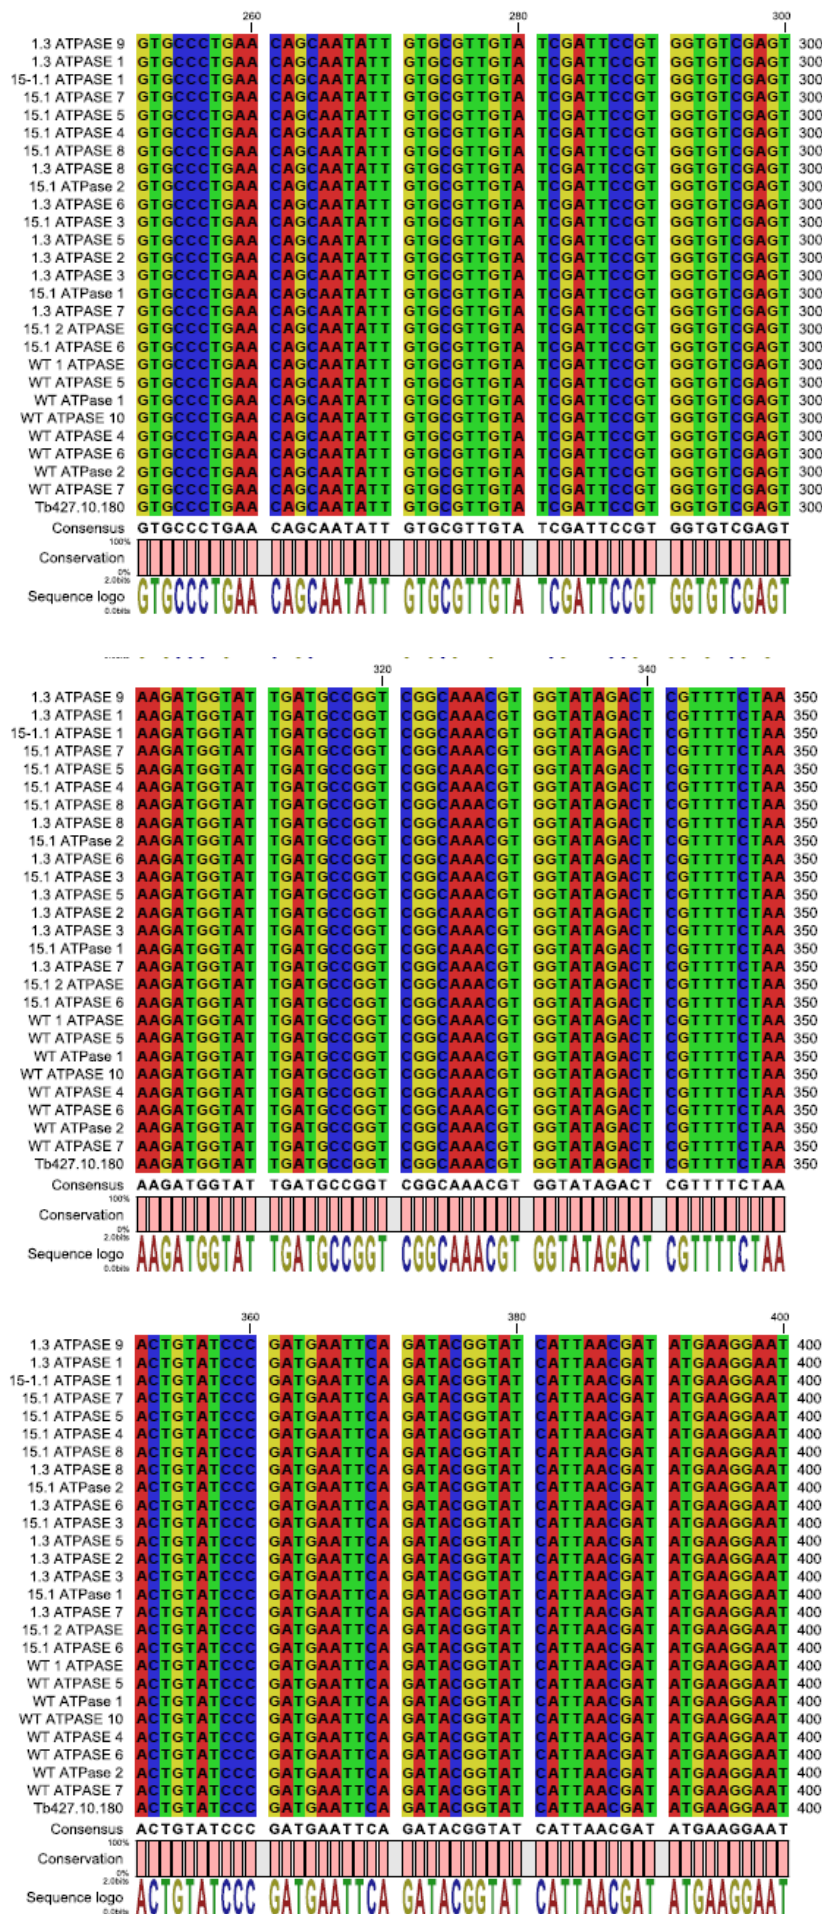 260 280 300
1.3 ATPASE 9 GTGCCCTGAA CAGCAATATT GTGCGTTGTA TCGATTCCGT GGTGTCGAGT 300
1.3 ATPASE 1 GTGCCCTGAA CAGCAATATT GTGCGTTGTA TCGATTCCGT GGTGTCGAGT 300
15-1.1 ATPASE 1 GTGCCCTGAA CAGCAATATT GTGCGTTGTA TCGATTCCGT GGTGTCGAGT 300
15.1 ATPASE 7 GTGCCCTGAA CAGCAATATT GTGCGTTGTA TCGATTCCGT GGTGTCGAGT 300
15.1 ATPASE 5 GTGCCCTGAA CAGCAATATT GTGCGTTGTA TCGATTCCGT GGTGTCGAGT 300
15.1 ATPASE 4 GTGCCCTGAA CAGCAATATT GTGCGTTGTA TCGATTCCGT GGTGTCGAGT 300
15.1 ATPASE 8 GTGCCCTGAA CAGCAATATT GTGCGTTGTA TCGATTCCGT GGTGTCGAGT 300
1.3 ATPASE 8 GTGCCCTGAA CAGCAATATT GTGCGTTGTA TCGATTCCGT GGTGTCGAGT 300
15.1 ATPase 2 GTGCCCTGAA CAGCAATATT GTGCGTTGTA TCGATTCCGT GGTGTCGAGT 300
1.3 ATPASE 6 GTGCCCTGAA CAGCAATATT GTGCGTTGTA TCGATTCCGT GGTGTCGAGT 300
15.1 ATPASE 3 GTGCCCTGAA CAGCAATATT GTGCGTTGTA TCGATTCCGT GGTGTCGAGT 300
1.3 ATPASE 5 GTGCCCTGAA CAGCAATATT GTGCGTTGTA TCGATTCCGT GGTGTCGAGT 300
1.3 ATPASE 2 GTGCCCTGAA CAGCAATATT GTGCGTTGTA TCGATTCCGT GGTGTCGAGT 300
1.3 ATPASE 3 GTGCCCTGAA CAGCAATATT GTGCGTTGTA TCGATTCCGT GGTGTCGAGT 300
15.1 ATPase 1 GTGCCCTGAA CAGCAATATT GTGCGTTGTA TCGATTCCGT GGTGTCGAGT 300
1.3 ATPASE 7 GTGCCCTGAA CAGCAATATT GTGCGTTGTA TCGATTCCGT GGTGTCGAGT 300
15.1 2 ATPASE GTGCCCTGAA CAGCAATATT GTGCGTTGTA TCGATTCCGT GGTGTCGAGT 300
15.1 ATPASE 6 GTGCCCTGAA CAGCAATATT GTGCGTTGTA TCGATTCCGT GGTGTCGAGT 300
WT 1 ATPASE GTGCCCTGAA CAGCAATATT GTGCGTTGTA TCGATTCCGT GGTGTCGAGT 300
WT ATPASE 5 GTGCCCTGAA CAGCAATATT GTGCGTTGTA TCGATTCCGT GGTGTCGAGT 300
WT ATPase 1 GTGCCCTGAA CAGCAATATT GTGCGTTGTA TCGATTCCGT GGTGTCGAGT 300
WT ATPASE 10 GTGCCCTGAA CAGCAATATT GTGCGTTGTA TCGATTCCGT GGTGTCGAGT 300
WT ATPASE 4 GTGCCCTGAA CAGCAATATT GTGCGTTGTA TCGATTCCGT GGTGTCGAGT 300
WT ATPASE 6 GTGCCCTGAA CAGCAATATT GTGCGTTGTA TCGATTCCGT GGTGTCGAGT 300
WT ATPase 2 GTGCCCTGAA CAGCAATATT GTGCGTTGTA TCGATTCCGT GGTGTCGAGT 300
WT ATPASE 7 GTGCCCTGAA CAGCAATATT GTGCGTTGTA TCGATTCCGT GGTGTCGAGT 300
Tb427.10.180 GTGCCCTGAA CAGCAATATT GTGCGTTGTA TCGATTCCGT GGTGTCGAGT 300
Consensus GTGCCCTGAA CAGCAATATT GTGCGTTGTA TCGATTCCGT GGTGTCGAGT
100%
Conservation
0%
2.0bits
Sequence logo GTGCCCTGAA CAGCAATATT GTGCGTTGTA TCGATTCCGT GGTGTCGAGT
0.0bits
320 340
1.3 ATPASE 9 AAGATGGTAT TGATGCCGGT CGGCAAACGT GGTATAGACT CGTTTTCTAA 350
1.3 ATPASE 1 AAGATGGTAT TGATGCCGGT CGGCAAACGT GGTATAGACT CGTTTTCTAA 350
15-1.1 ATPASE 1 AAGATGGTAT TGATGCCGGT CGGCAAACGT GGTATAGACT CGTTTTCTAA 350
15.1 ATPASE 7 AAGATGGTAT TGATGCCGGT CGGCAAACGT GGTATAGACT CGTTTTCTAA 350
15.1 ATPASE 5 AAGATGGTAT TGATGCCGGT CGGCAAACGT GGTATAGACT CGTTTTCTAA 350
15.1 ATPASE 4 AAGATGGTAT TGATGCCGGT CGGCAAACGT GGTATAGACT CGTTTTCTAA 350
15.1 ATPASE 8 AAGATGGTAT TGATGCCGGT CGGCAAACGT GGTATAGACT CGTTTTCTAA 350
1.3 ATPASE 8 AAGATGGTAT TGATGCCGGT CGGCAAACGT GGTATAGACT CGTTTTCTAA 350
15.1 ATPase 2 AAGATGGTAT TGATGCCGGT CGGCAAACGT GGTATAGACT CGTTTTCTAA 350
1.3 ATPASE 6 AAGATGGTAT TGATGCCGGT CGGCAAACGT GGTATAGACT CGTTTTCTAA 350
15.1 ATPASE 3 AAGATGGTAT TGATGCCGGT CGGCAAACGT GGTATAGACT CGTTTTCTAA 350
1.3 ATPASE 5 AAGATGGTAT TGATGCCGGT CGGCAAACGT GGTATAGACT CGTTTTCTAA 350
1.3 ATPASE 2 AAGATGGTAT TGATGCCGGT CGGCAAACGT GGTATAGACT CGTTTTCTAA 350
1.3 ATPASE 3 AAGATGGTAT TGATGCCGGT CGGCAAACGT GGTATAGACT CGTTTTCTAA 350
15.1 ATPase 1 AAGATGGTAT TGATGCCGGT CGGCAAACGT GGTATAGACT CGTTTTCTAA 350
1.3 ATPASE 7 AAGATGGTAT TGATGCCGGT CGGCAAACGT GGTATAGACT CGTTTTCTAA 350
15.1 2 ATPASE AAGATGGTAT TGATGCCGGT CGGCAAACGT GGTATAGACT CGTTTTCTAA 350
15.1 ATPASE 6 AAGATGGTAT TGATGCCGGT CGGCAAACGT GGTATAGACT CGTTTTCTAA 350
WT 1 ATPASE AAGATGGTAT TGATGCCGGT CGGCAAACGT GGTATAGACT CGTTTTCTAA 350
WT ATPASE 5 AAGATGGTAT TGATGCCGGT CGGCAAACGT GGTATAGACT CGTTTTCTAA 350
WT ATPase 1 AAGATGGTAT TGATGCCGGT CGGCAAACGT GGTATAGACT CGTTTTCTAA 350
WT ATPASE 10 AAGATGGTAT TGATGCCGGT CGGCAAACGT GGTATAGACT CGTTTTCTAA 350
WT ATPASE 4 AAGATGGTAT TGATGCCGGT CGGCAAACGT GGTATAGACT CGTTTTCTAA 350
WT ATPASE 6 AAGATGGTAT TGATGCCGGT CGGCAAACGT GGTATAGACT CGTTTTCTAA 350
WT ATPase 2 AAGATGGTAT TGATGCCGGT CGGCAAACGT GGTATAGACT CGTTTTCTAA 350
WT ATPASE 7 AAGATGGTAT TGATGCCGGT CGGCAAACGT GGTATAGACT CGTTTTCTAA 350
Tb427.10.180 AAGATGGTAT TGATGCCGGT CGGCAAACGT GGTATAGACT CGTTTTCTAA 350
Consensus AAGATGGTAT TGATGCCGGT CGGCAAACGT GGTATAGACT CGTTTTCTAA
100%
Conservation
0%
2.0bits
Sequence logo AAGATGGTAT TGATGCCGGT CGGCAAACGT GGTATAGACT CGTTTTCTAA
0.0bits
360 380 400
1.3 ATPASE 9 ACTGTATCCC GATGAATTCA GATACGGTAT CATTAACGAT ATGAAGGAAT 400
1.3 ATPASE 1 ACTGTATCCC GATGAATTCA GATACGGTAT CATTAACGAT ATGAAGGAAT 400
15-1.1 ATPASE 1 ACTGTATCCC GATGAATTCA GATACGGTAT CATTAACGAT ATGAAGGAAT 400
15.1 ATPASE 7 ACTGTATCCC GATGAATTCA GATACGGTAT CATTAACGAT ATGAAGGAAT 400
15.1 ATPASE 5 ACTGTATCCC GATGAATTCA GATACGGTAT CATTAACGAT ATGAAGGAAT 400
15.1 ATPASE 4 ACTGTATCCC GATGAATTCA GATACGGTAT CATTAACGAT ATGAAGGAAT 400
15.1 ATPASE 8 ACTGTATCCC GATGAATTCA GATACGGTAT CATTAACGAT ATGAAGGAAT 400
1.3 ATPASE 8 ACTGTATCCC GATGAATTCA GATACGGTAT CATTAACGAT ATGAAGGAAT 400
15.1 ATPase 2 ACTGTATCCC GATGAATTCA GATACGGTAT CATTAACGAT ATGAAGGAAT 400
1.3 ATPASE 6 ACTGTATCCC GATGAATTCA GATACGGTAT CATTAACGAT ATGAAGGAAT 400
15.1 ATPASE 3 ACTGTATCCC GATGAATTCA GATACGGTAT CATTAACGAT ATGAAGGAAT 400
1.3 ATPASE 5 ACTGTATCCC GATGAATTCA GATACGGTAT CATTAACGAT ATGAAGGAAT 400
1.3 ATPASE 2 ACTGTATCCC GATGAATTCA GATACGGTAT CATTAACGAT ATGAAGGAAT 400
1.3 ATPASE 3 ACTGTATCCC GATGAATTCA GATACGGTAT CATTAACGAT ATGAAGGAAT 400
15.1 ATPase 1 ACTGTATCCC GATGAATTCA GATACGGTAT CATTAACGAT ATGAAGGAAT 400
1.3 ATPASE 7 ACTGTATCCC GATGAATTCA GATACGGTAT CATTAACGAT ATGAAGGAAT 400
15.1 2 ATPASE ACTGTATCCC GATGAATTCA GATACGGTAT CATTAACGAT ATGAAGGAAT 400
15.1 ATPASE 6 ACTGTATCCC GATGAATTCA GATACGGTAT CATTAACGAT ATGAAGGAAT 400
WT 1 ATPASE ACTGTATCCC GATGAATTCA GATACGGTAT CATTAACGAT ATGAAGGAAT 400
WT ATPASE 5 ACTGTATCCC GATGAATTCA GATACGGTAT CATTAACGAT ATGAAGGAAT 400
WT ATPase 1 ACTGTATCCC GATGAATTCA GATACGGTAT CATTAACGAT ATGAAGGAAT 400
WT ATPASE 10 ACTGTATCCC GATGAATTCA GATACGGTAT CATTAACGAT ATGAAGGAAT 400
WT ATPASE 4 ACTGTATCCC GATGAATTCA GATACGGTAT CATTAACGAT ATGAAGGAAT 400
WT ATPASE 6 ACTGTATCCC GATGAATTCA GATACGGTAT CATTAACGAT ATGAAGGAAT 400
WT ATPase 2 ACTGTATCCC GATGAATTCA GATACGGTAT CATTAACGAT ATGAAGGAAT 400
WT ATPASE 7 ACTGTATCCC GATGAATTCA GATACGGTAT CATTAACGAT ATGAAGGAAT 400
Tb427.10.180 ACTGTATCCC GATGAATTCA GATACGGTAT CATTAACGAT ATGAAGGAAT 400
Consensus ACTGTATCCC GATGAATTCA GATACGGTAT CATTAACGAT ATGAAGGAAT
100%
Conservation
0%
2.0bits
Sequence logo ACTGTATCCC GATGAATTCA GATACGGTAT CATTAACGAT ATGAAGGAAT
0.0bits